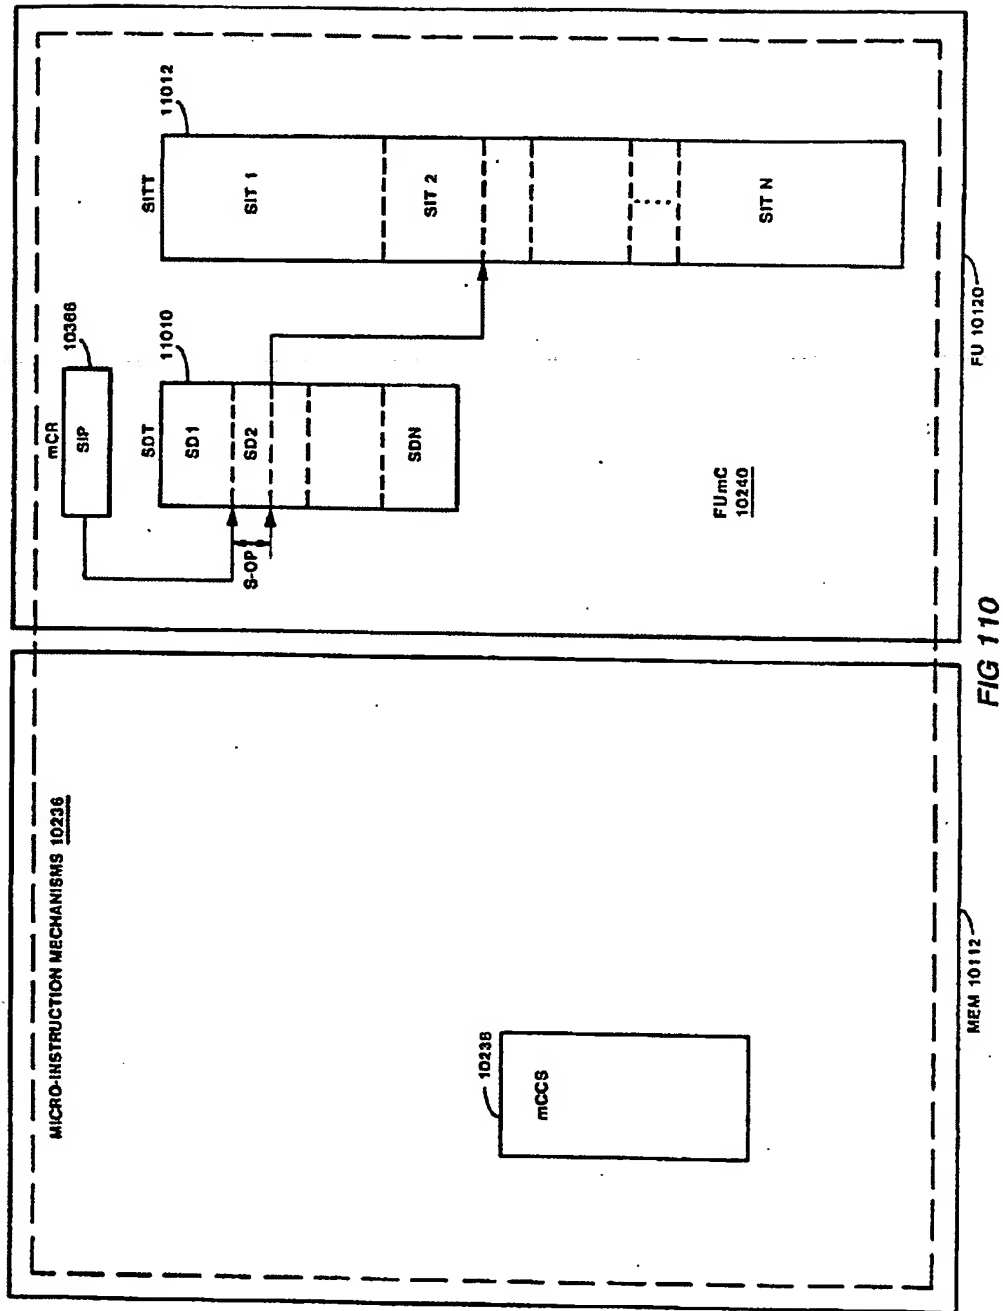 MICRO-INSTRUCTION MECHANISMS 10236
10238
mCCS
MEM 10112
mCR
10366
SIP
SDT
11010
SD1
SD2
SDN
S-OP
SITT
11012
SIT 1
SIT 2
SIT N
FUmC
10240
FU 10120
FIG 110